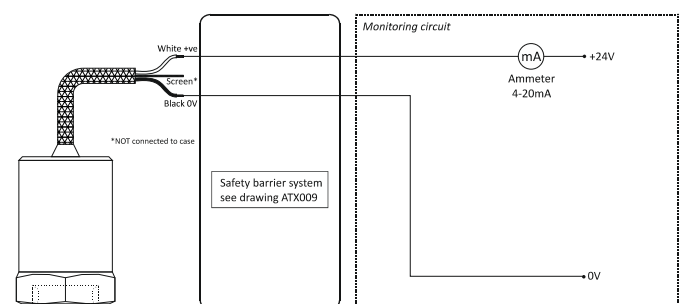 Monitoring circuit
White +ve
mA
+24V
Screen*
Ammeter
4-20mA
Black 0V
*NOT connected to case
Safety barrier system
see drawing ATX009
0V